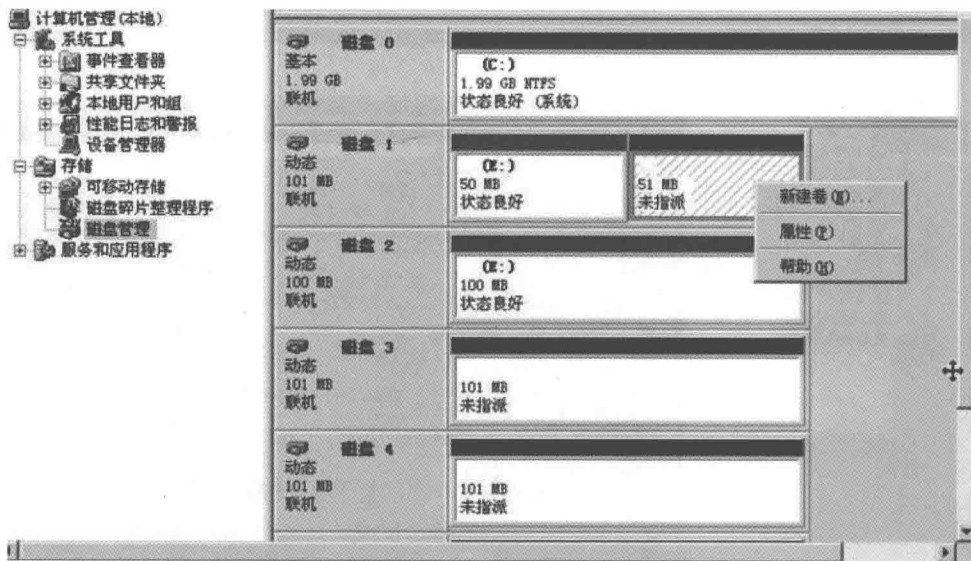 计算机管理(本地)
系统工具
事件查看器
共享文件夹
本地用户和组
性能日志和警报
设备管理器
存储
可移动存储
磁盘碎片整理程序
磁盘管理
服务和应用程序
磁盘 0
基本
1.99 GB
联机
(C:)
1.99 GB NTFS
状态良好 (系统)
磁盘 1
动态
101 MB
联机
(E:)
50 MB
状态良好
51 MB
未指派
新建卷(N)...
属性(P)
帮助(H)
磁盘 2
动态
100 MB
联机
(E:)
100 MB
状态良好
磁盘 3
动态
101 MB
联机
101 MB
未指派
磁盘 4
动态
101 MB
联机
101 MB
未指派